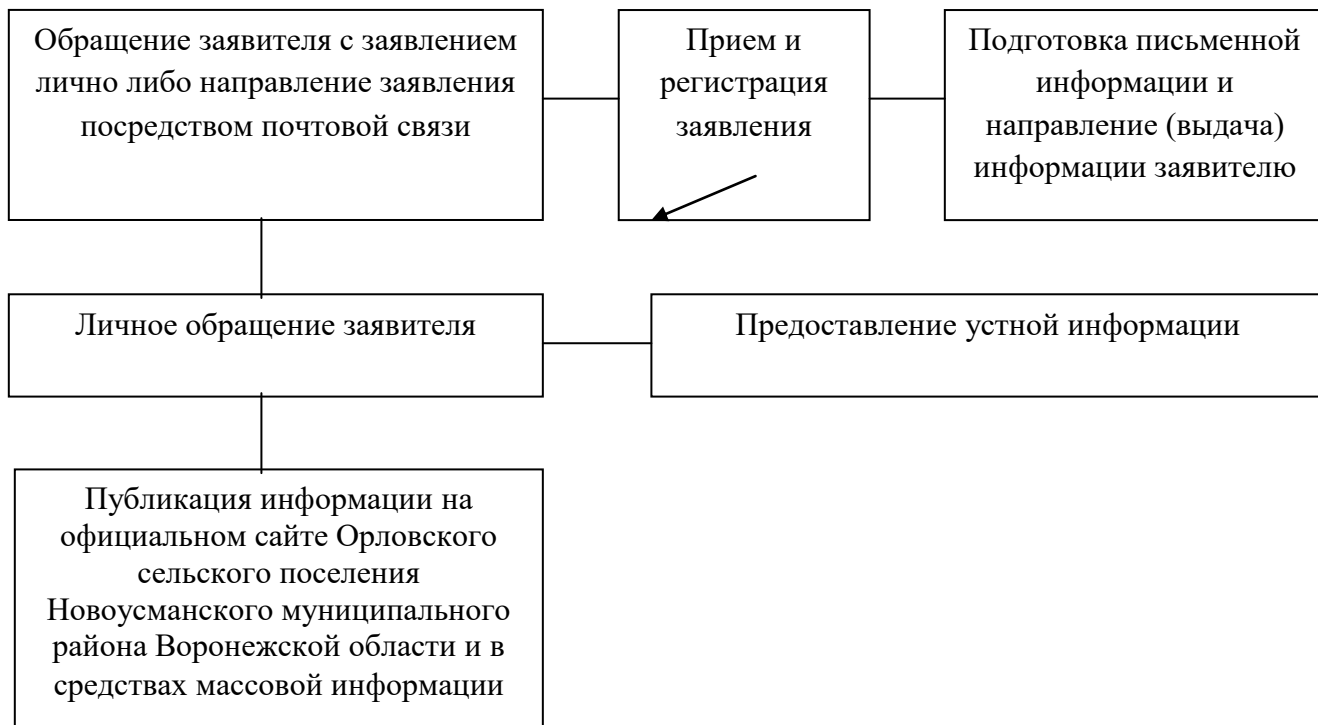 Обращение заявителя с заявлением
лично либо направление заявления
посредством почтовой связи
Прием и
регистрация
заявления
Подготовка письменной
информации и
направление (выдача)
информации заявителю
Личное обращение заявителя
Предоставление устной информации
Публикация информации на
официальном сайте Орловского
сельского поселения
Новоусманского муниципального
района Воронежской области и в
средствах массовой информации